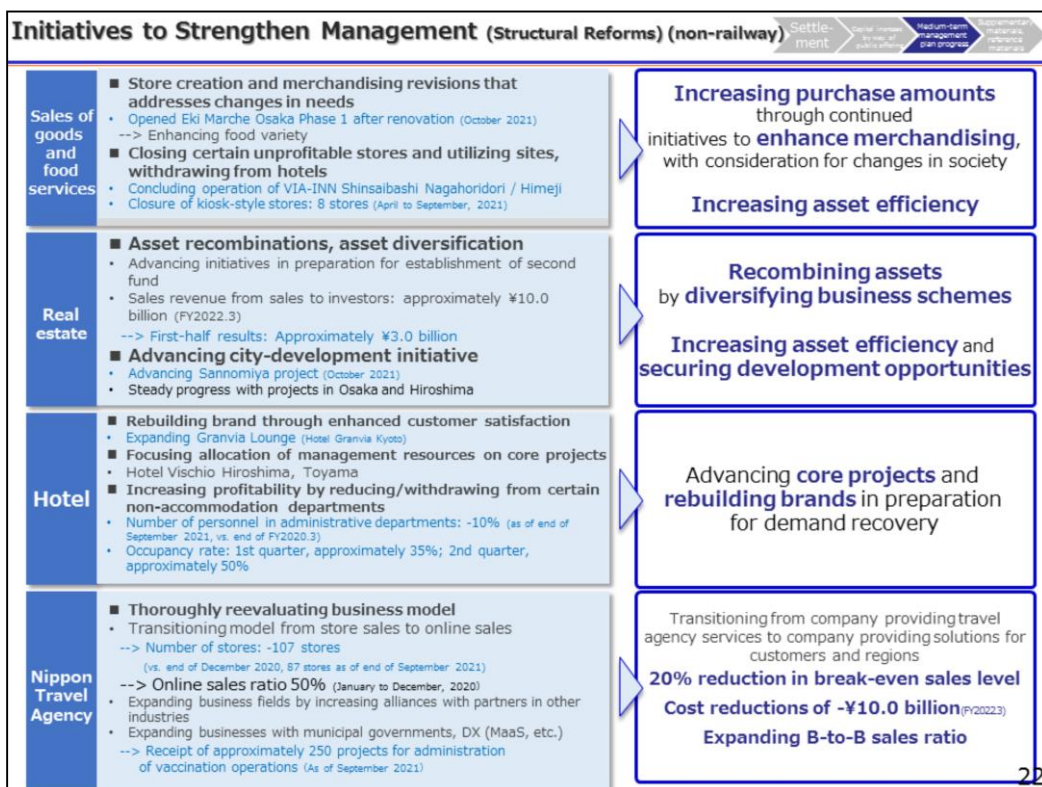 Initiatives to Strengthen Management (Structural Reforms) (non-railway)
Settle-
ment
Capital increase
by way of
public offering
Medium-term
management
plan progress
Supplementary
materials,
reference
materials
Sales of
goods
and
food
services
■ Store creation and merchandising revisions that
addresses changes in needs
• Opened Eki Marche Osaka Phase 1 after renovation (October 2021)
--> Enhancing food variety
■ Closing certain unprofitable stores and utilizing sites,
withdrawing from hotels
• Concluding operation of VIA-INN Shinsaibashi Nagahoridori / Himeji
• Closure of kiosk-style stores: 8 stores (April to September, 2021)
Increasing purchase amounts
through continued
initiatives to enhance merchandising,
with consideration for changes in society
Increasing asset efficiency
Real
estate
■ Asset recombinations, asset diversification
• Advancing initiatives in preparation for establishment of second
fund
• Sales revenue from sales to investors: approximately ¥10.0
billion (FY2022.3)
--> First-half results: Approximately ¥3.0 billion
■ Advancing city-development initiative
• Advancing Sannomiya project (October 2021)
• Steady progress with projects in Osaka and Hiroshima
Recombining assets
by diversifying business schemes
Increasing asset efficiency and
securing development opportunities
Hotel
■ Rebuilding brand through enhanced customer satisfaction
• Expanding Granvia Lounge (Hotel Granvia Kyoto)
■ Focusing allocation of management resources on core projects
• Hotel Vischio Hiroshima, Toyama
■ Increasing profitability by reducing/withdrawing from certain
non-accommodation departments
• Number of personnel in administrative departments: -10% (as of end of
September 2021, vs. end of FY2020.3)
• Occupancy rate: 1st quarter, approximately 35%; 2nd quarter,
approximately 50%
Advancing core projects and
rebuilding brands in preparation
for demand recovery
Nippon
Travel
Agency
■ Thoroughly reevaluating business model
• Transitioning model from store sales to online sales
--> Number of stores: -107 stores
(vs. end of December 2020, 87 stores as of end of September 2021)
--> Online sales ratio 50% (January to December, 2020)
• Expanding business fields by increasing alliances with partners in other
industries
• Expanding businesses with municipal governments, DX (MaaS, etc.)
--> Receipt of approximately 250 projects for administration
of vaccination operations (As of September 2021)
Transitioning from company providing travel
agency services to company providing solutions for
customers and regions
20% reduction in break-even sales level
Cost reductions of -¥10.0 billion(FY2022.3)
Expanding B-to-B sales ratio
22